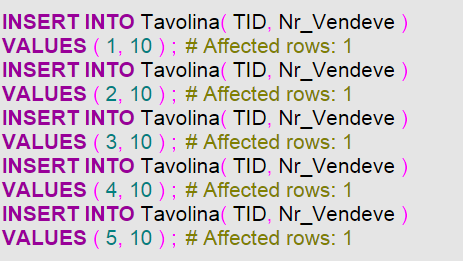 INSERT INTO Tavolina( TID, Nr_Vendeve )
VALUES ( 1, 10 ) ; # Affected rows: 1
INSERT INTO Tavolina( TID, Nr_Vendeve )
VALUES ( 2, 10 ) ; # Affected rows: 1
INSERT INTO Tavolina( TID, Nr_Vendeve )
VALUES ( 3, 10 ) ; # Affected rows: 1
INSERT INTO Tavolina( TID, Nr_Vendeve )
VALUES ( 4, 10 ) ; # Affected rows: 1
INSERT INTO Tavolina( TID, Nr_Vendeve )
VALUES ( 5, 10 ) ; # Affected rows: 1